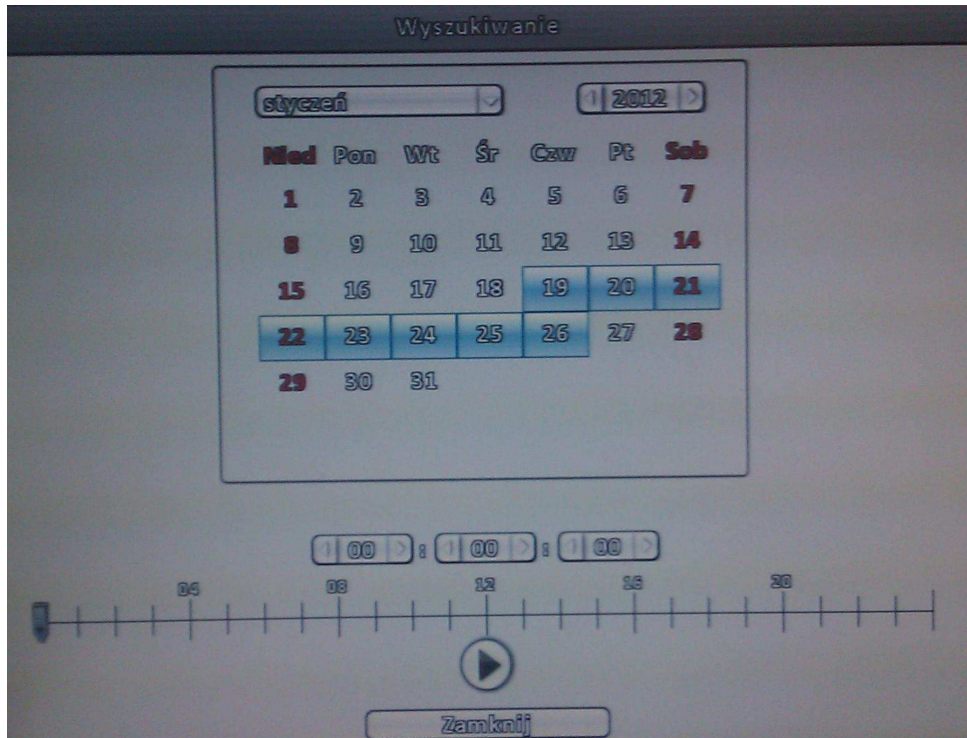 Wyszukiwanie
styczeń 2012
Nied Pon Wt Śr Czw Pt Sob
1 2 3 4 5 6 7
8 9 10 11 12 13 14
15 16 17 18 19 20 21
22 23 24 25 26 27 28
29 30 31
00 : 00 : 00
04 08 12 16 20
Zamknij